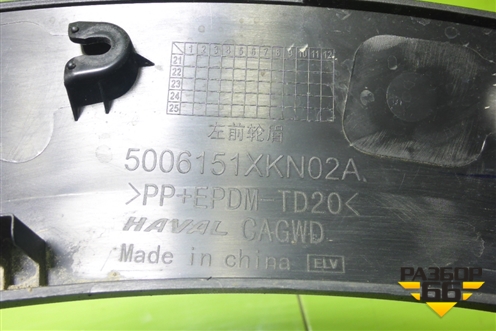 1 2 3 4 5 6 7 8 9 10 11 12
21
22
23
24
25
左前轮眉
5006151XKN02A
>PP+EPDM-TD20<
HAVAL CAGWD
Made in china ELV
РАЗБОР
66